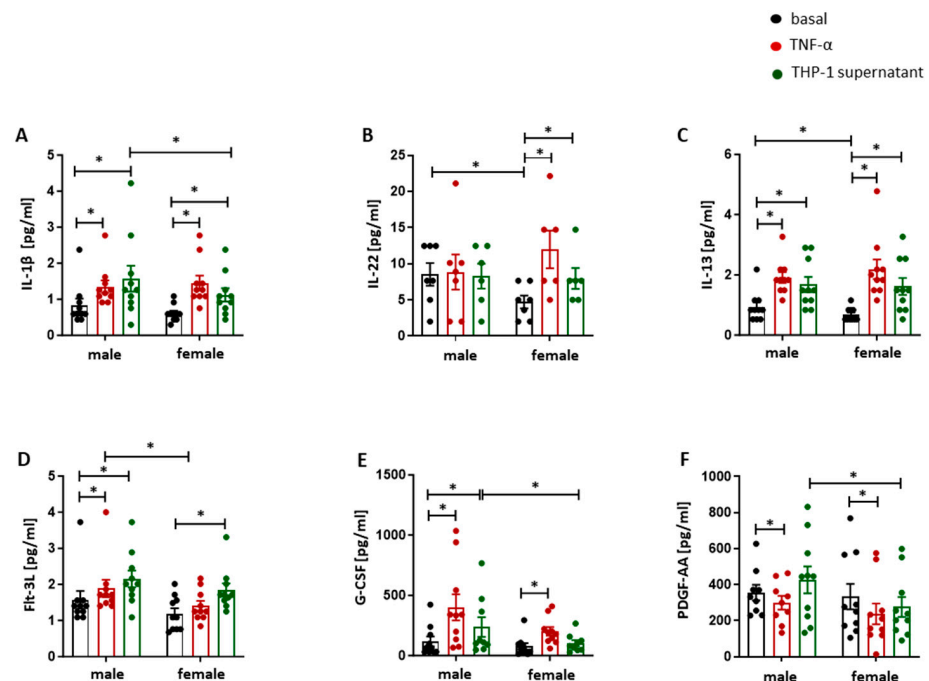 basal
TNF-α
THP-1 supernatant
A
*
*
*
*
*
IL-1β [pg/ml]
5
4
3
2
1
0
male
female
B
*
*
*
IL-22 [pg/ml]
25
20
15
10
5
0
male
female
C
*
*
*
*
*
IL-13 [pg/ml]
6
4
2
0
male
female
D
*
*
*
*
Flt-3L [pg/ml]
5
4
3
2
1
0
male
female
E
*
*
*
*
G-CSF [pg/ml]
1500
1000
500
0
male
female
F
*
*
*
PDGF-AA [pg/ml]
1000
800
600
400
200
0
male
female